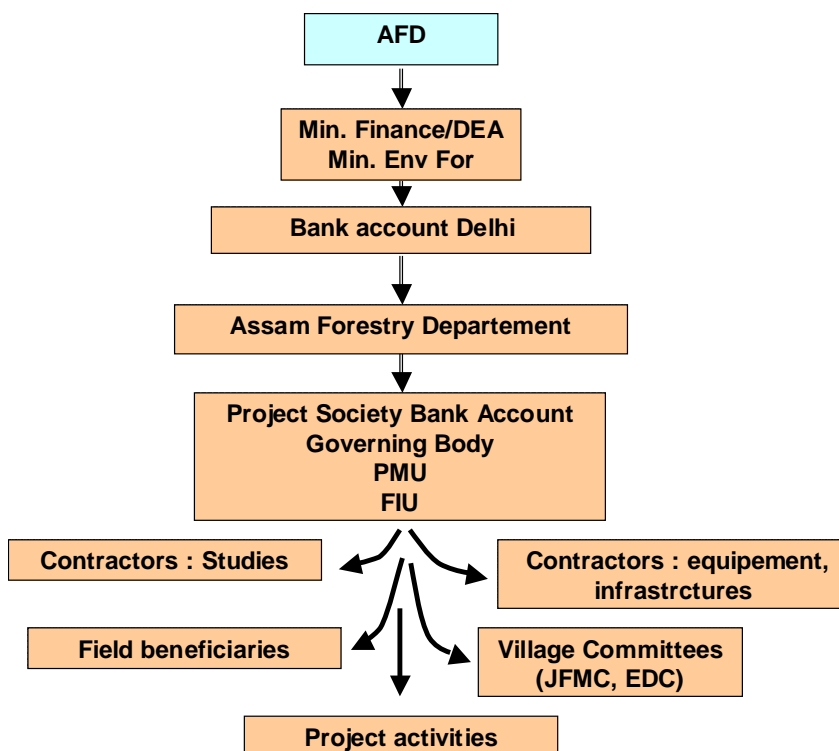 AFD
Min. Finance/DEA
Min. Env For
Bank account Delhi
Assam Forestry Departement
Project Society Bank Account
Governing Body
PMU
FIU
Contractors : Studies
Contractors : equipement,
infrastrctures
Field beneficiaries
Village Committees
(JFMC, EDC)
Project activities